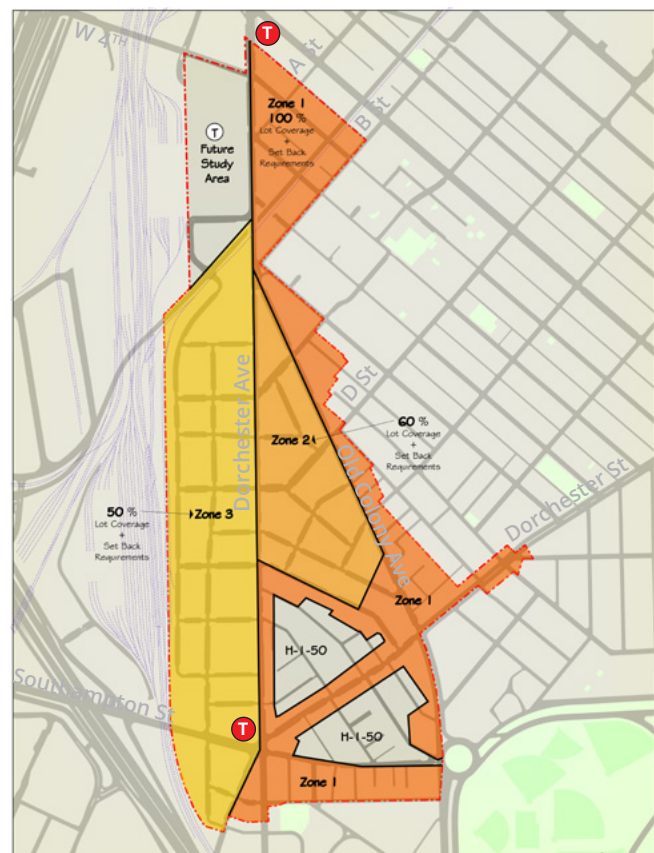 T
W 4TH
A St
Zone 1
100 %
Lot Coverage
+
Set Back
Requirements
B St
T
Future
Study
Area
D St
Dorchester Ave
Zone 2
60 %
Lot Coverage
+
Set Back
Requirements
Old Colony Ave
Dorchester St
50 %
Lot Coverage
+
Set Back
Requirements
Zone 3
Zone 1
H-1-50
Southampton St
T
H-1-50
Zone 1